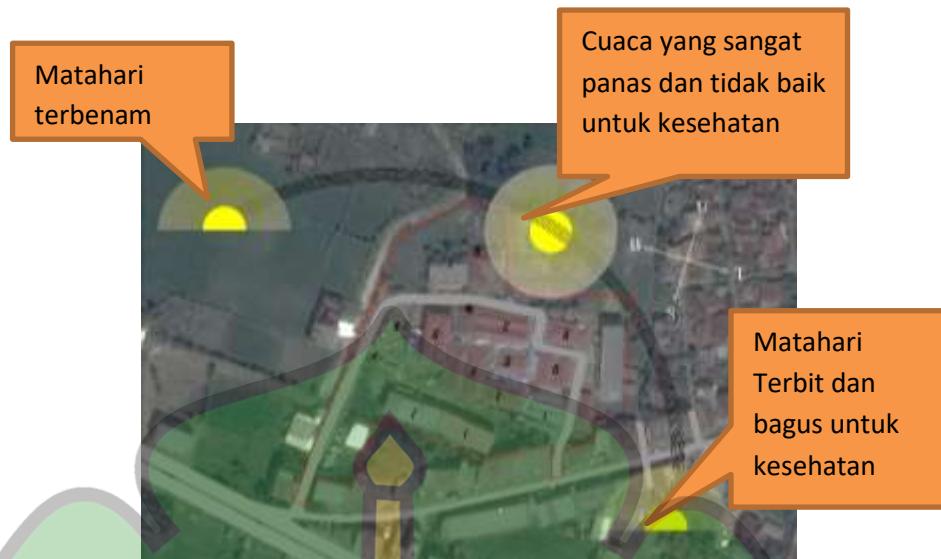 Matahari
terbenam
Cuaca yang sangat
panas dan tidak baik
untuk kesehatan
Matahari
Terbit dan
bagus untuk
kesehatan